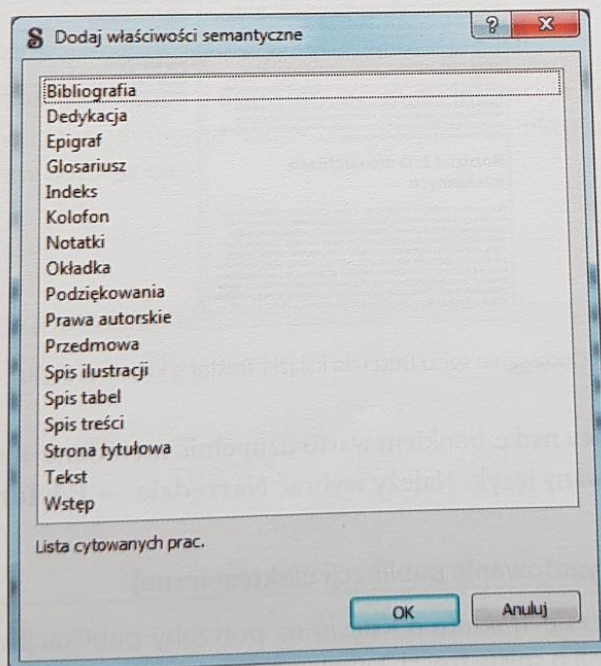 Dodaj właściwości semantyczne
Bibliografia
Dedykacja
Epigraf
Glosariusz
Indeks
Kolofon
Notatki
Okładka
Podziękowania
Prawa autorskie
Przedmowa
Spis ilustracji
Spis tabel
Spis treści
Strona tytułowa
Tekst
Wstęp
Lista cytowanych prac.
OK Anuluj